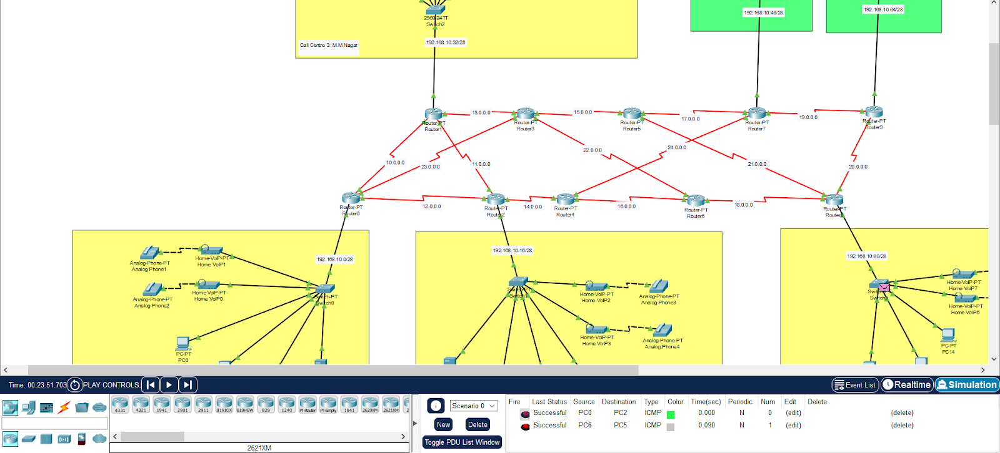 2960-24TT
Switch2
192.168.10.32/28
Call Centre 3: M.M Nagar
192.168.10.48/28
192.168.10.64/28
Router-PT
Router1
13.0.0.0
Router-PT
Router3
15.0.0.0
Router-PT
Router5
17.0.0.0
Router-PT
Router7
19.0.0.0
Router-PT
Router9
10.0.0.0
23.0.0.0
11.0.0.0
22.0.0.0
24.0.0.0
21.0.0.0
20.0.0.0
Router-PT
Router0
12.0.0.0
Router-PT
Router2
14.0.0.0
Router-PT
Router4
16.0.0.0
Router-PT
Router6
18.0.0.0
Router-PT
192.168.10.0/28
Analog-Phone-PT
Analog Phone1
Home-VoIP-PT
Home VoIP1
Analog-Phone-PT
Analog Phone2
Home-VoIP-PT
Home VoIP0
Switch-PT
Switch0
PC-PT
PC0
192.168.10.16/28
Home-VoIP-PT
Home VoIP2
Analog-Phone-PT
Analog Phone3
Home-VoIP-PT
Home VoIP3
Analog-Phone-PT
Analog Phone4
192.168.10.80/28
Home-VoIP-PT
Home VoIP7
Home-VoIP-PT
Home VoIP6
PC-PT
PC14
Time: 00:23:51.703
PLAY CONTROLS:
Event List
Realtime
Simulation
4331
4321
1941
2901
2911
819IOX
819HGW
829
1240
PT-Router
PT-Empty
1841
2620XM
2621XM
2621XM
Scenario 0
New
Delete
Toggle PDU List Window
Fire Last Status Source Destination Type Color Time(sec) Periodic Num Edit Delete
Successful PC0 PC2 ICMP 0.000 N 0 (edit) (delete)
Successful PC6 PC5 ICMP 0.090 N 1 (edit) (delete)